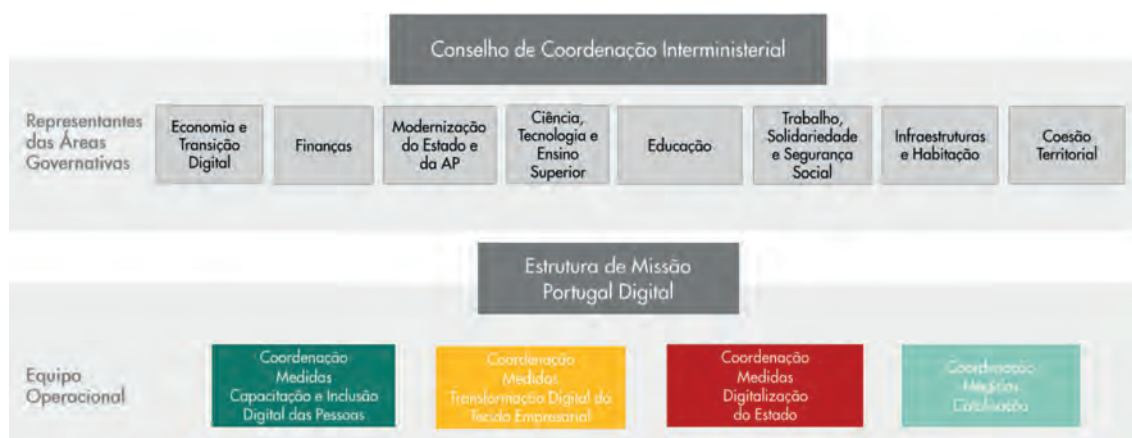 Conselho de Coordenação Interministerial
Representantes
das Áreas
Governativas
Economia e
Transição
Digital
Finanças
Modernização
do Estado e
da AP
Ciência,
Tecnologia e
Ensino
Superior
Educação
Trabalho,
Solidariedade
e Segurança
Social
Infraestruturas
e Habitação
Coesão
Territorial
Estrutura de Missão
Portugal Digital
Equipa
Operacional
Coordenação
Medidas
Capacitação e Inclusão
Digital das Pessoas
Coordenação
Medidas
Transformação Digital do
Tecido Empresarial
Coordenação
Medidas
Digitalização
do Estado
Coordenação
Medidas
Catalisação